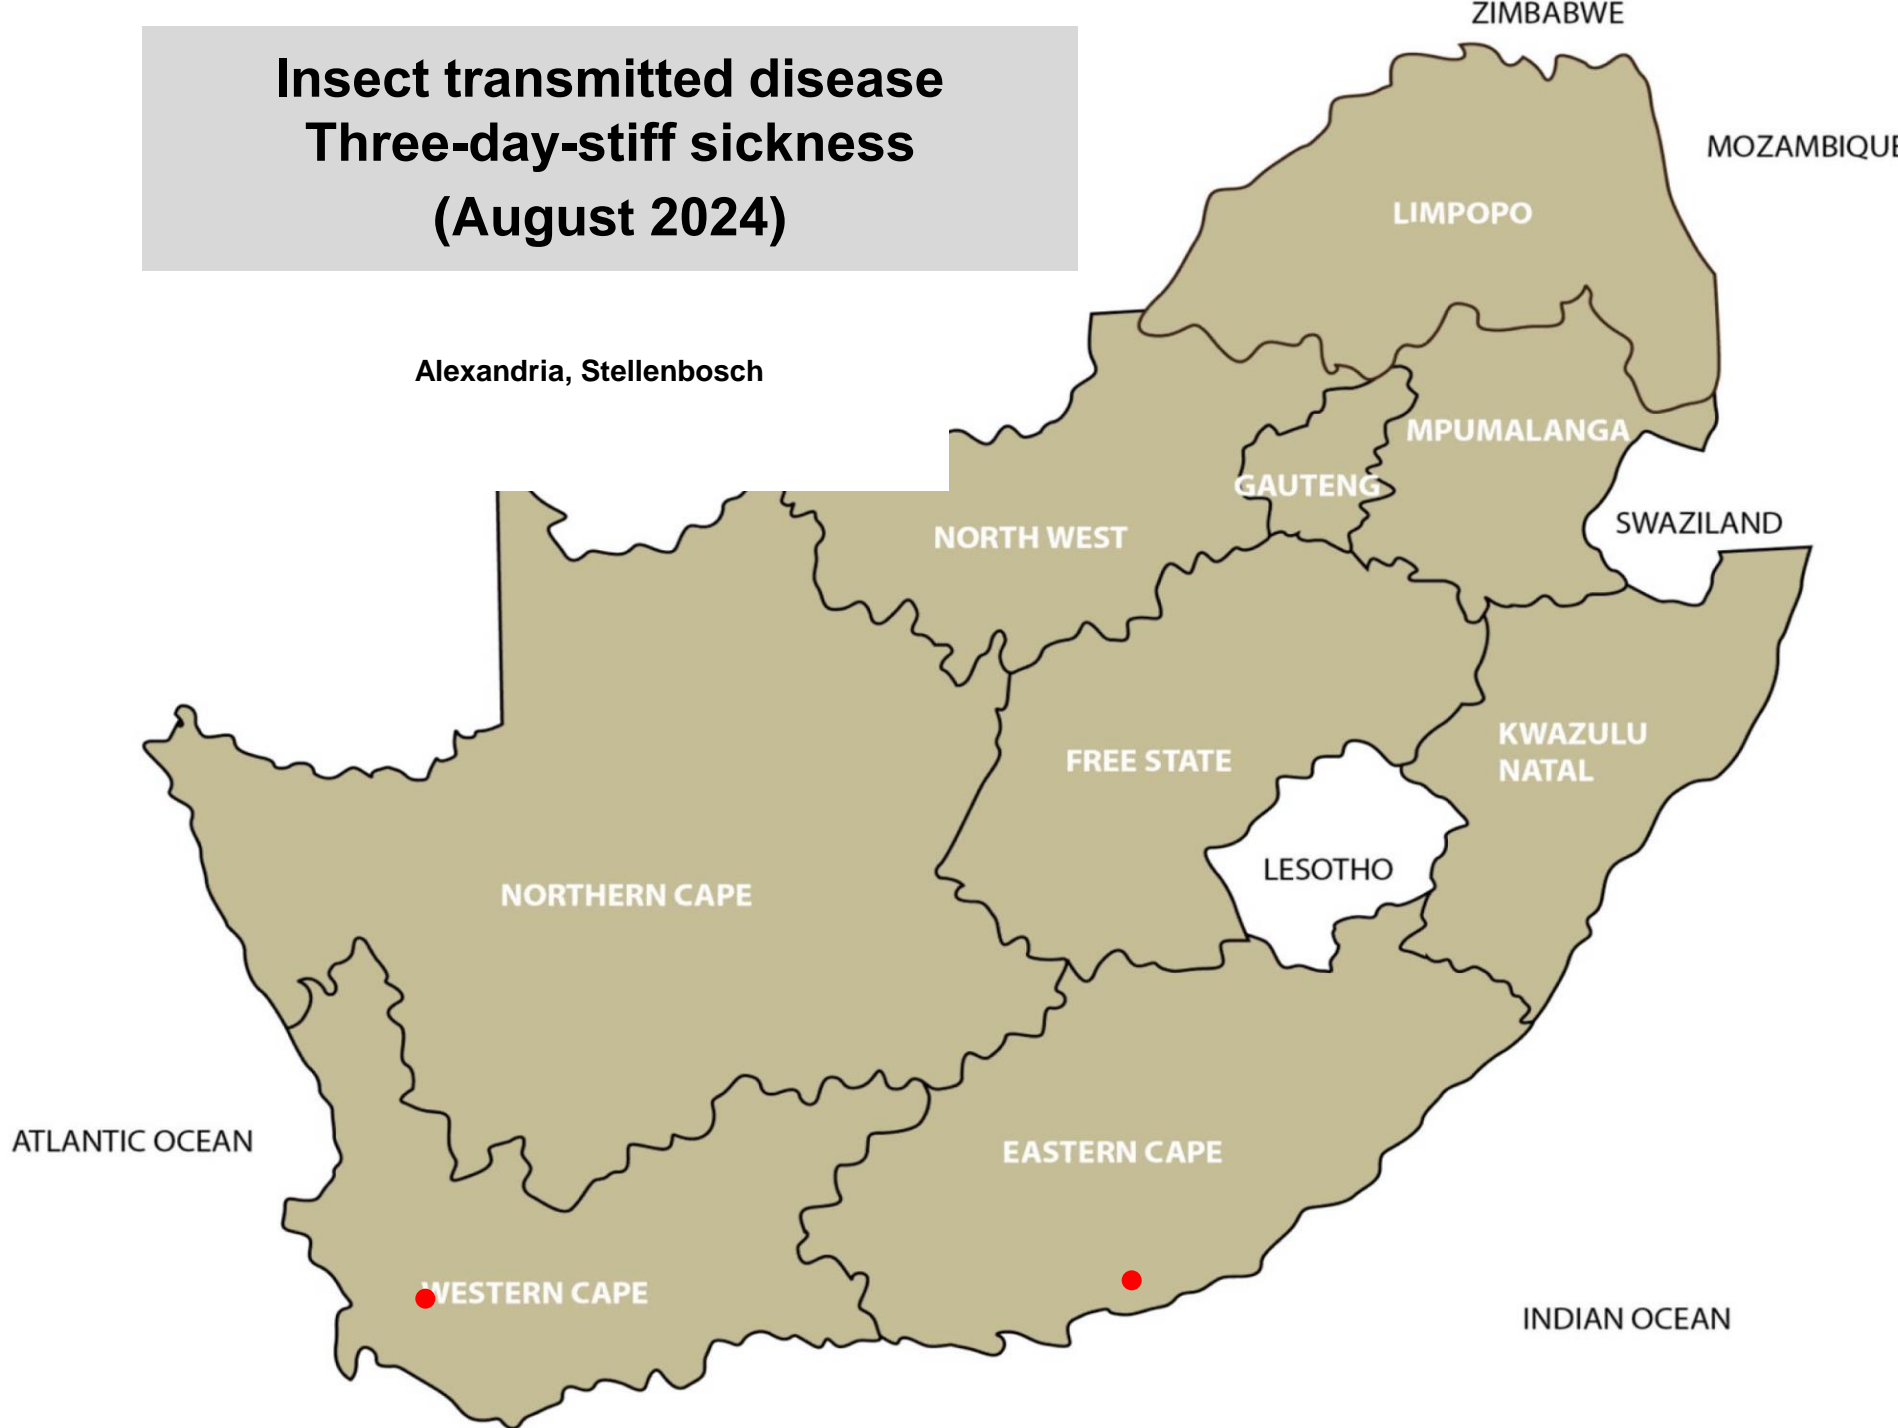 ZIMBABWE
Insect transmitted disease
Three-day-stiff sickness
(August 2024)
MOZAMBIQUE
LIMPOPO
Alexandria, Stellenbosch
MPUMALANGA
GAUTENG
NORTH WEST
SWAZILAND
KWAZULU
NATAL
FREE STATE
LESOTHO
NORTHERN CAPE
ATLANTIC OCEAN
EASTERN CAPE
WESTERN CAPE
INDIAN OCEAN